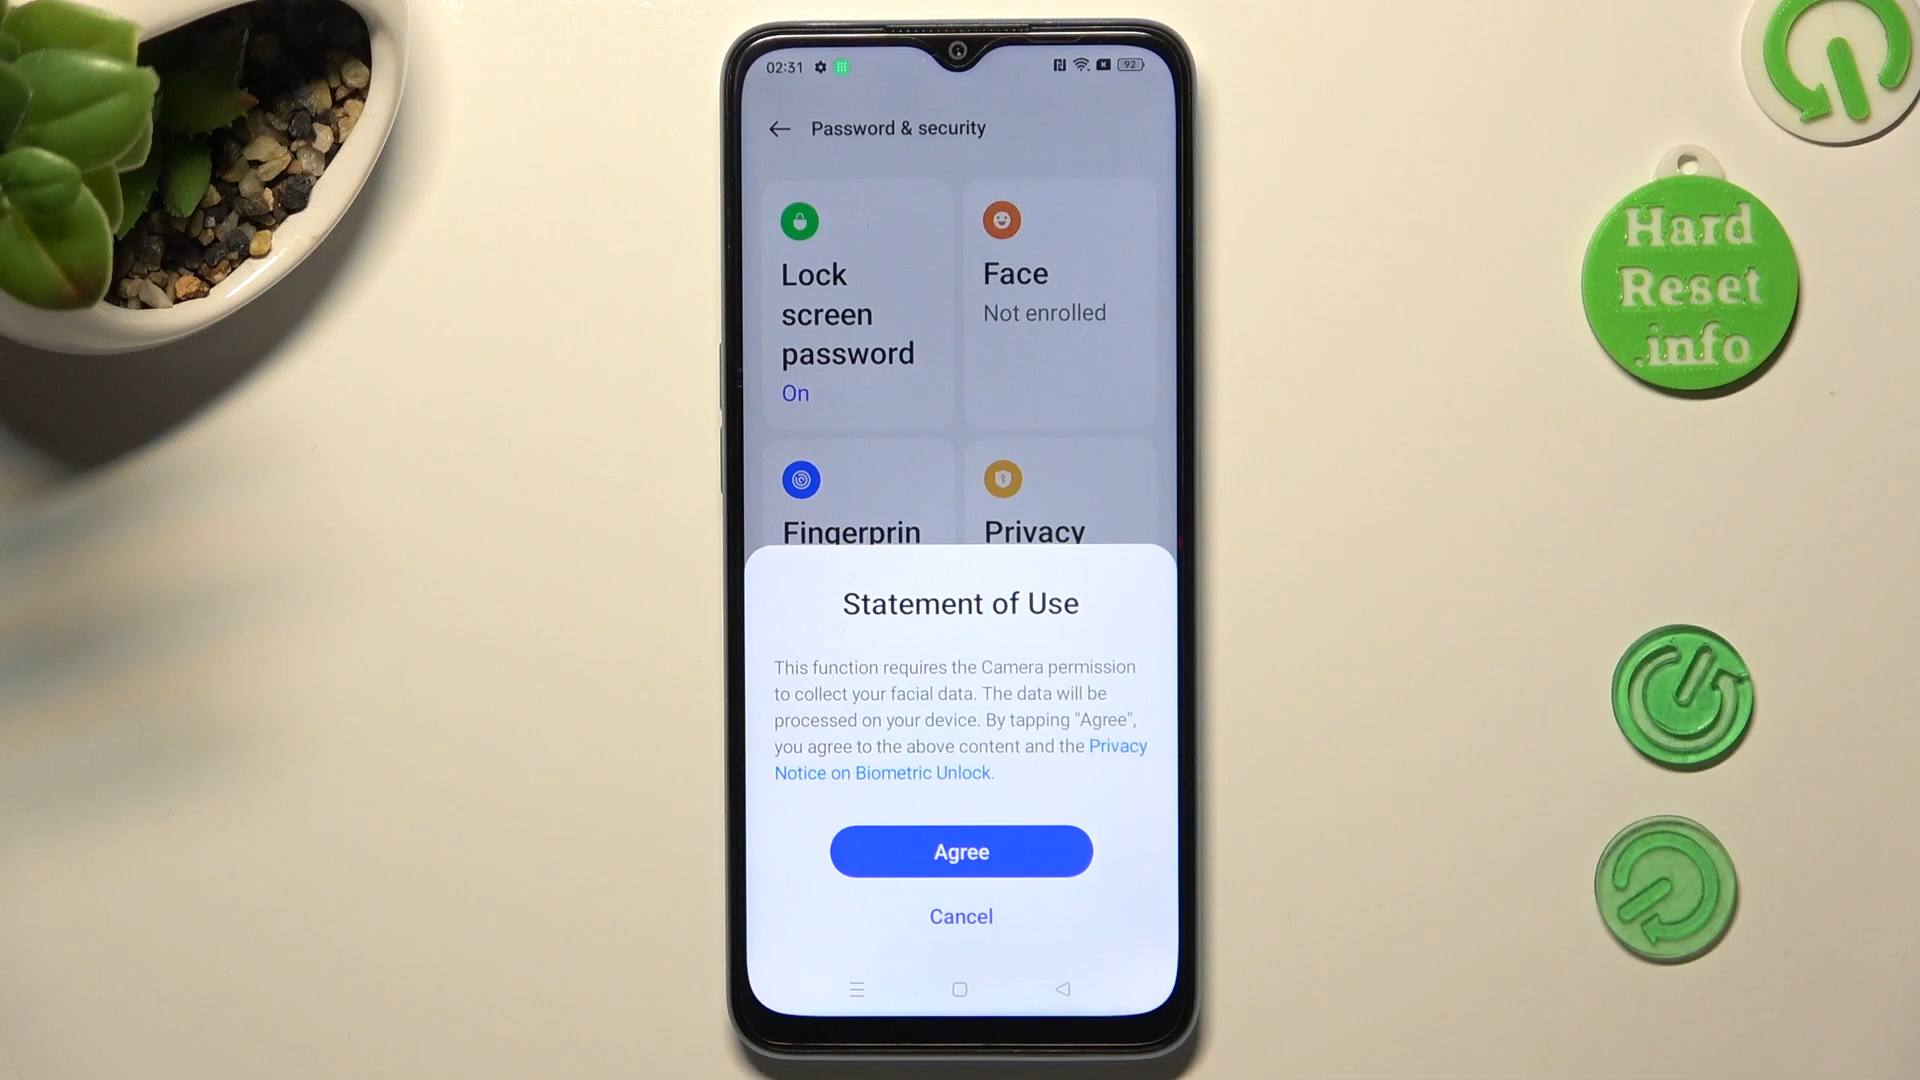 02:31
92
Password & security
Lock
screen
password
On
Face
Not enrolled
Fingerprin
Privacy
Statement of Use
This function requires the Camera permission
to collect your facial data. The data will be
processed on your device. By tapping "Agree",
you agree to the above content and the Privacy
Notice on Biometric Unlock.
Agree
Cancel
Hard
Reset
.info